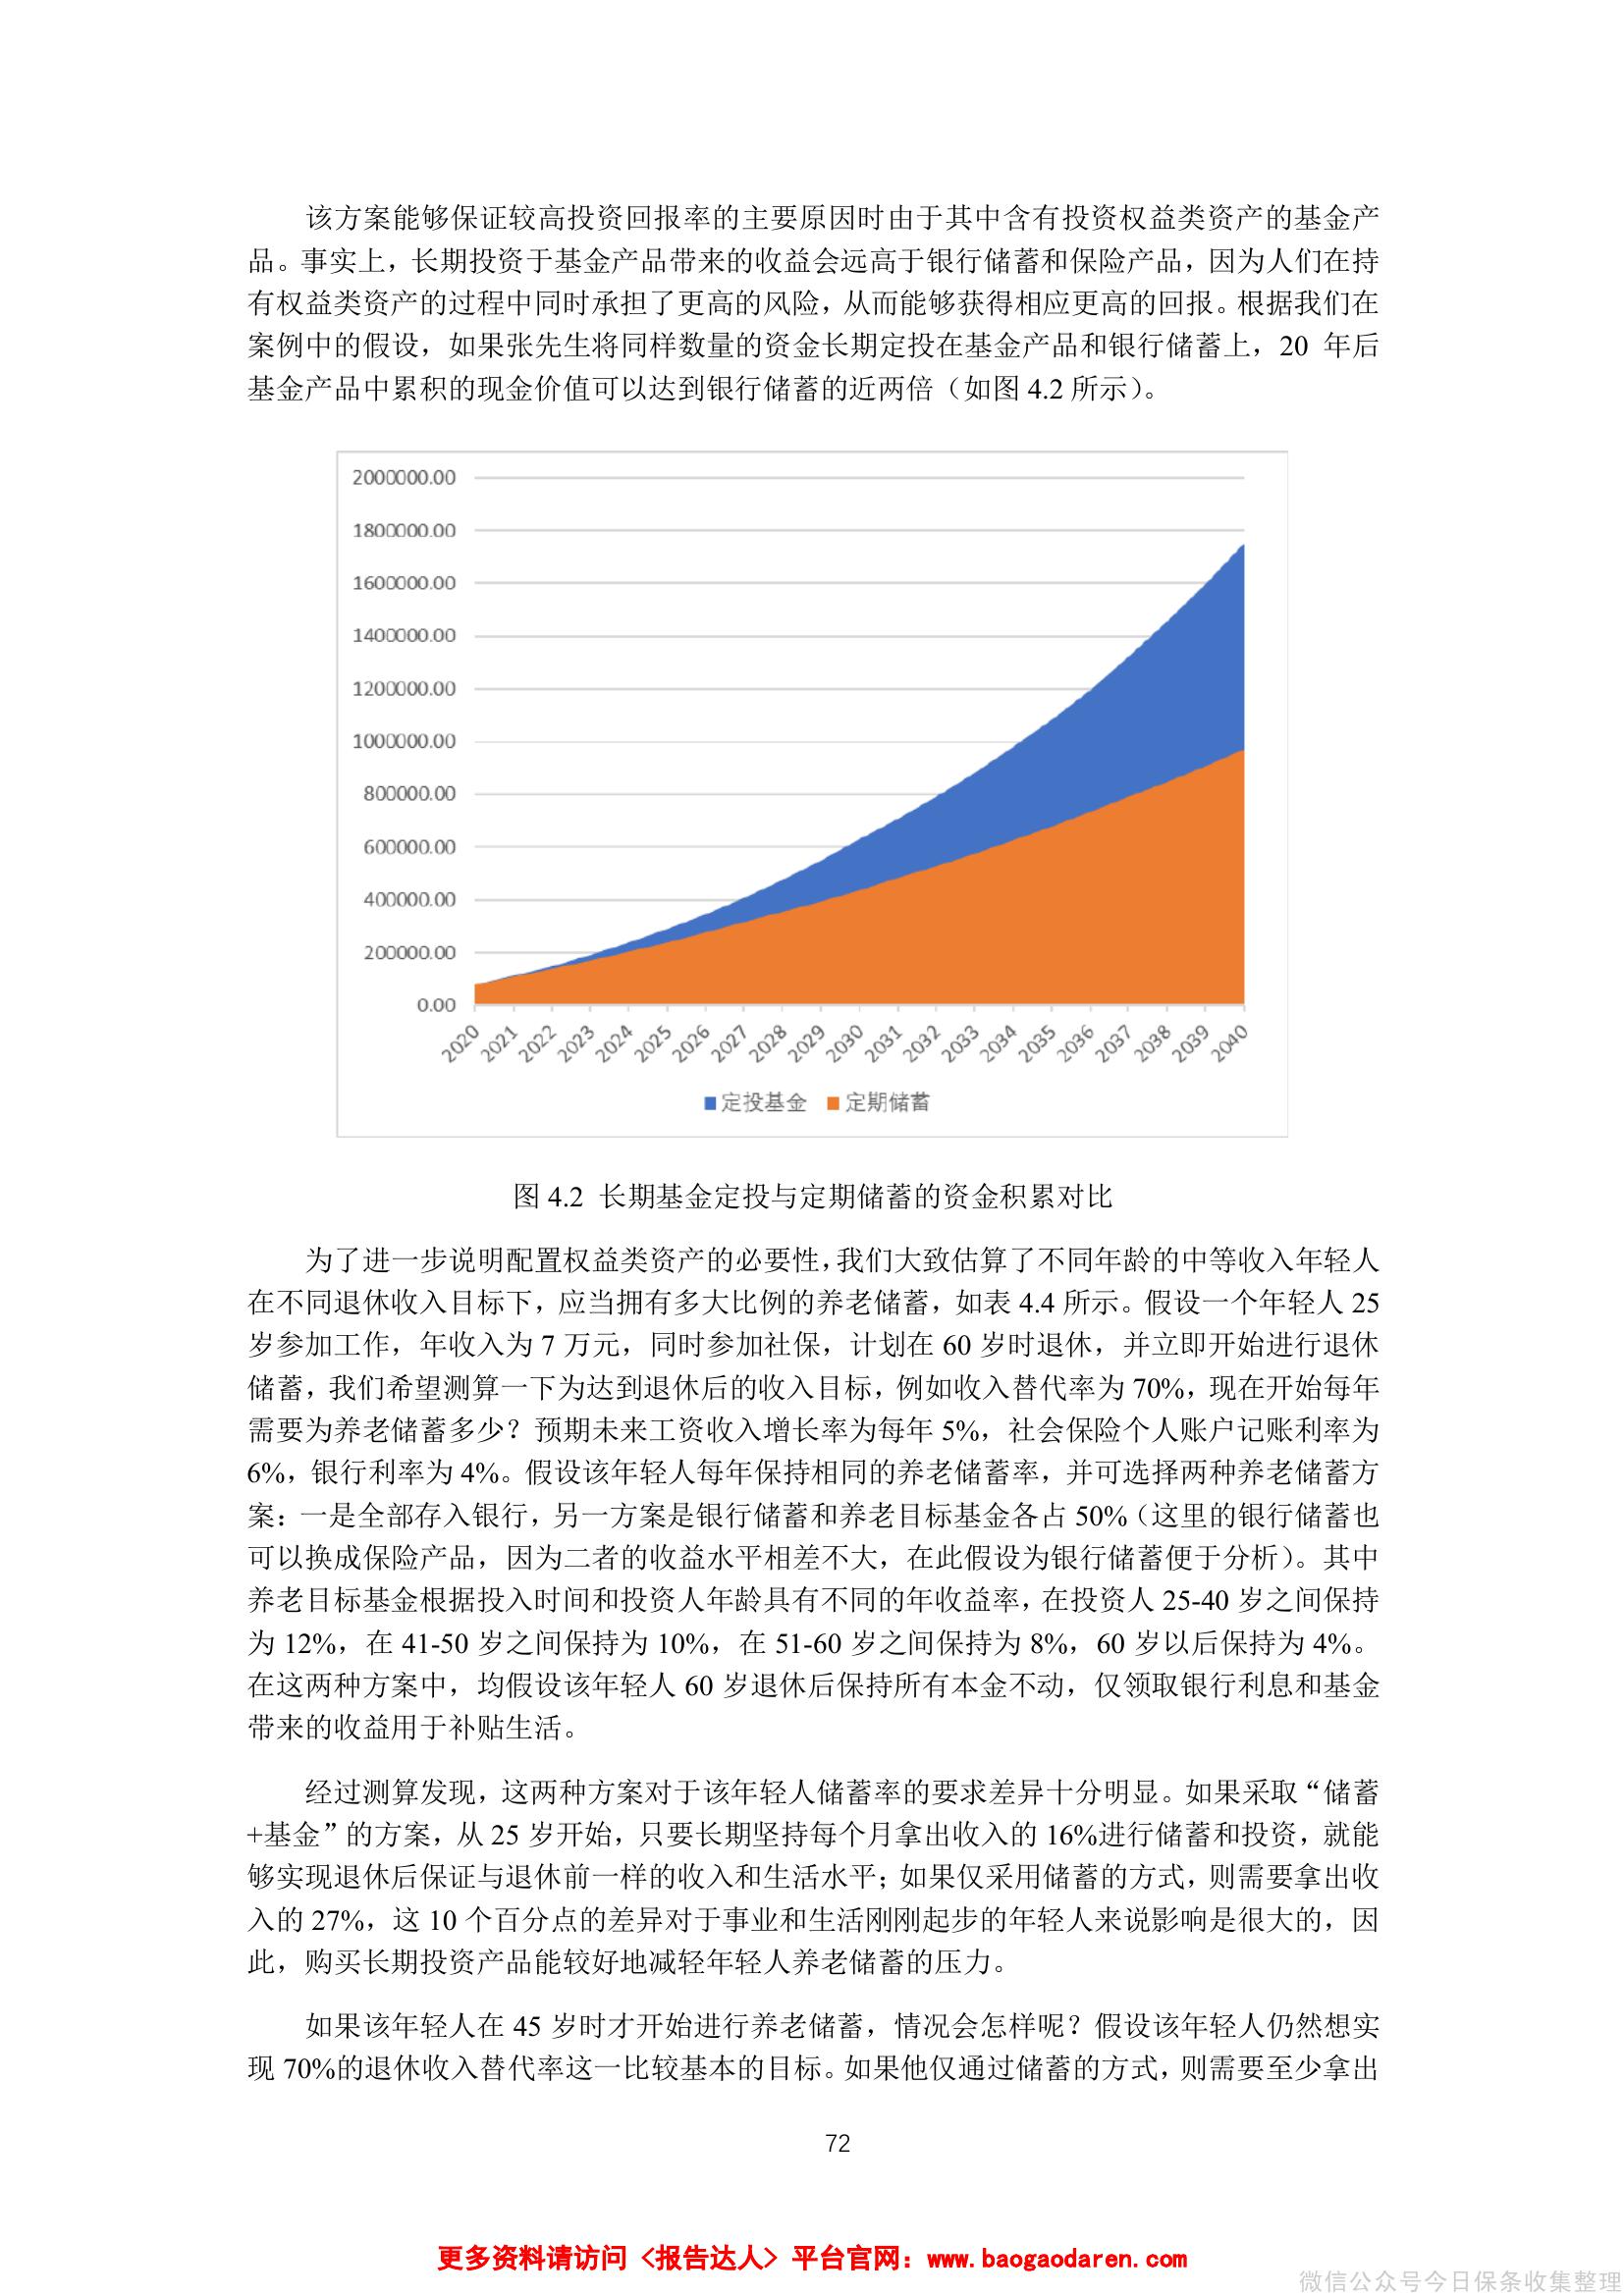 该方案能够保证较高投资回报率的主要原因时由于其中含有投资权益类资产的基金产
品。事实上，长期投资于基金产品带来的收益会远高于银行储蓄和保险产品，因为人们在持
有权益类资产的过程中同时承担了更高的风险，从而能够获得相应更高的回报。根据我们在
案例中的假设，如果张先生将同样数量的资金长期定投在基金产品和银行储蓄上，20 年后
基金产品中累积的现金价值可以达到银行储蓄的近两倍（如图 4.2 所示）。
2000000.00
1800000.00
1600000.00
1400000.00
1200000.00
1000000.00
800000.00
600000.00
400000.00
200000.00
0.00
2020 2021 2022 2023 2024 2025 2026 2027 2028 2029 2030 2031 2032 2033 2034 2035 2036 2037 2038 2039 2040
定投基金 定期储蓄
图 4.2 长期基金定投与定期储蓄的资金积累对比
为了进一步说明配置权益类资产的必要性，我们大致估算了不同年龄的中等收入年轻人
在不同退休收入目标下，应当拥有多大比例的养老储蓄，如表 4.4 所示。假设一个年轻人 25
岁参加工作，年收入为 7 万元，同时参加社保，计划在 60 岁时退休，并立即开始进行退休
储蓄，我们希望测算一下为达到退休后的收入目标，例如收入替代率为 70%，现在开始每年
需要为养老储蓄多少？预期未来工资收入增长率为每年 5%，社会保险个人账户记账利率为
6%，银行利率为 4%。假设该年轻人每年保持相同的养老储蓄率，并可选择两种养老储蓄方
案：一是全部存入银行，另一方案是银行储蓄和养老目标基金各占 50%（这里的银行储蓄也
可以换成保险产品，因为二者的收益水平相差不大，在此假设为银行储蓄便于分析）。其中
养老目标基金根据投入时间和投资人年龄具有不同的年收益率，在投资人 25-40 岁之间保持
为 12%，在 41-50 岁之间保持为 10%，在 51-60 岁之间保持为 8%，60 岁以后保持为 4%。
在这两种方案中，均假设该年轻人 60 岁退休后保持所有本金不动，仅领取银行利息和基金
带来的收益用于补贴生活。
经过测算发现，这两种方案对于该年轻人储蓄率的要求差异十分明显。如果采取“储蓄
+基金”的方案，从 25 岁开始，只要长期坚持每个月拿出收入的 16%进行储蓄和投资，就能
够实现退休后保证与退休前一样的收入和生活水平；如果仅采用储蓄的方式，则需要拿出收
入的 27%，这 10 个百分点的差异对于事业和生活刚刚起步的年轻人来说影响是很大的，因
此，购买长期投资产品能较好地减轻年轻人养老储蓄的压力。
如果该年轻人在 45 岁时才开始进行养老储蓄，情况会怎样呢？假设该年轻人仍然想实
现 70%的退休收入替代率这一比较基本的目标。如果他仅通过储蓄的方式，则需要至少拿出
72
更多资料请访问《报告达人》平台官网：www.baogaodaren.com
微信公众号今日保条收集整理